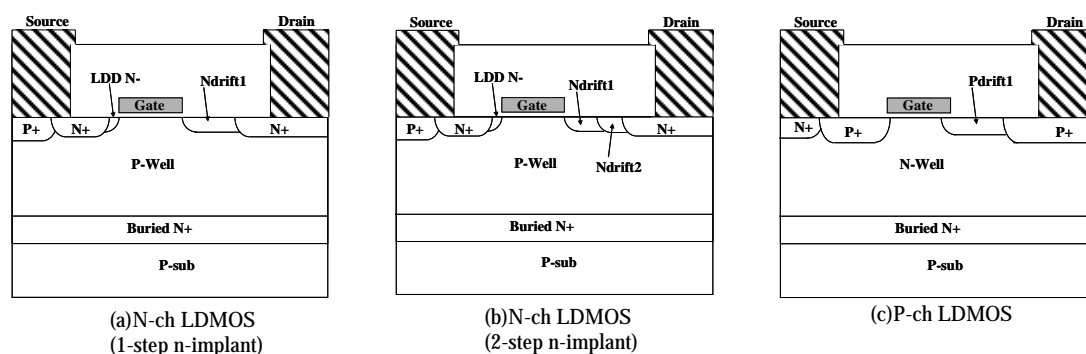 Source Drain
LDD N- Ndrift1
Gate
P+ N+ N+
P-Well
Buried N+
P-sub
(a)N-ch LDMOS
(1-step n-implant)
Source Drain
LDD N- Ndrift1
Gate
P+ N+ N+
P-Well Ndrift2
Buried N+
P-sub
(b)N-ch LDMOS
(2-step n-implant)
Source Drain
Pdrift1
Gate
N+ P+ P+
N-Well
Buried N+
P-sub
(c)P-ch LDMOS